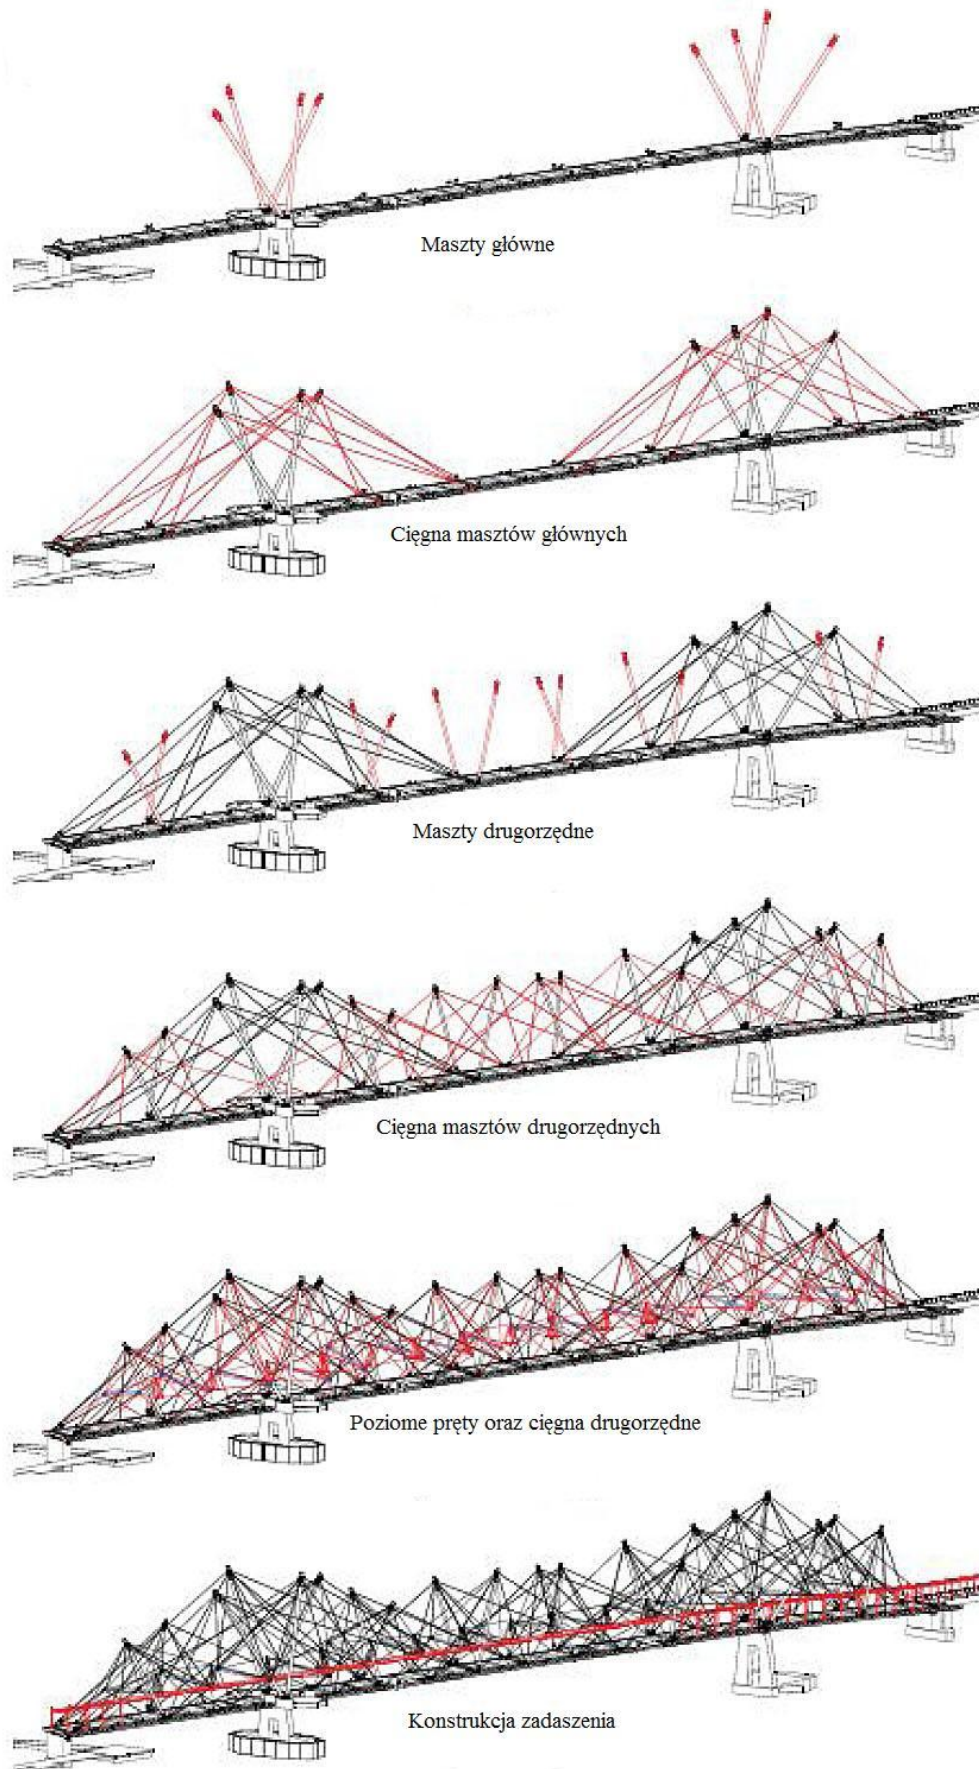 Maszty główne
Cięgna masztów głównych
Maszty drugorzędne
Cięgna masztów drugorzędnych
Poziome pręty oraz cięgna drugorzędne
Konstrukcja zadaszenia